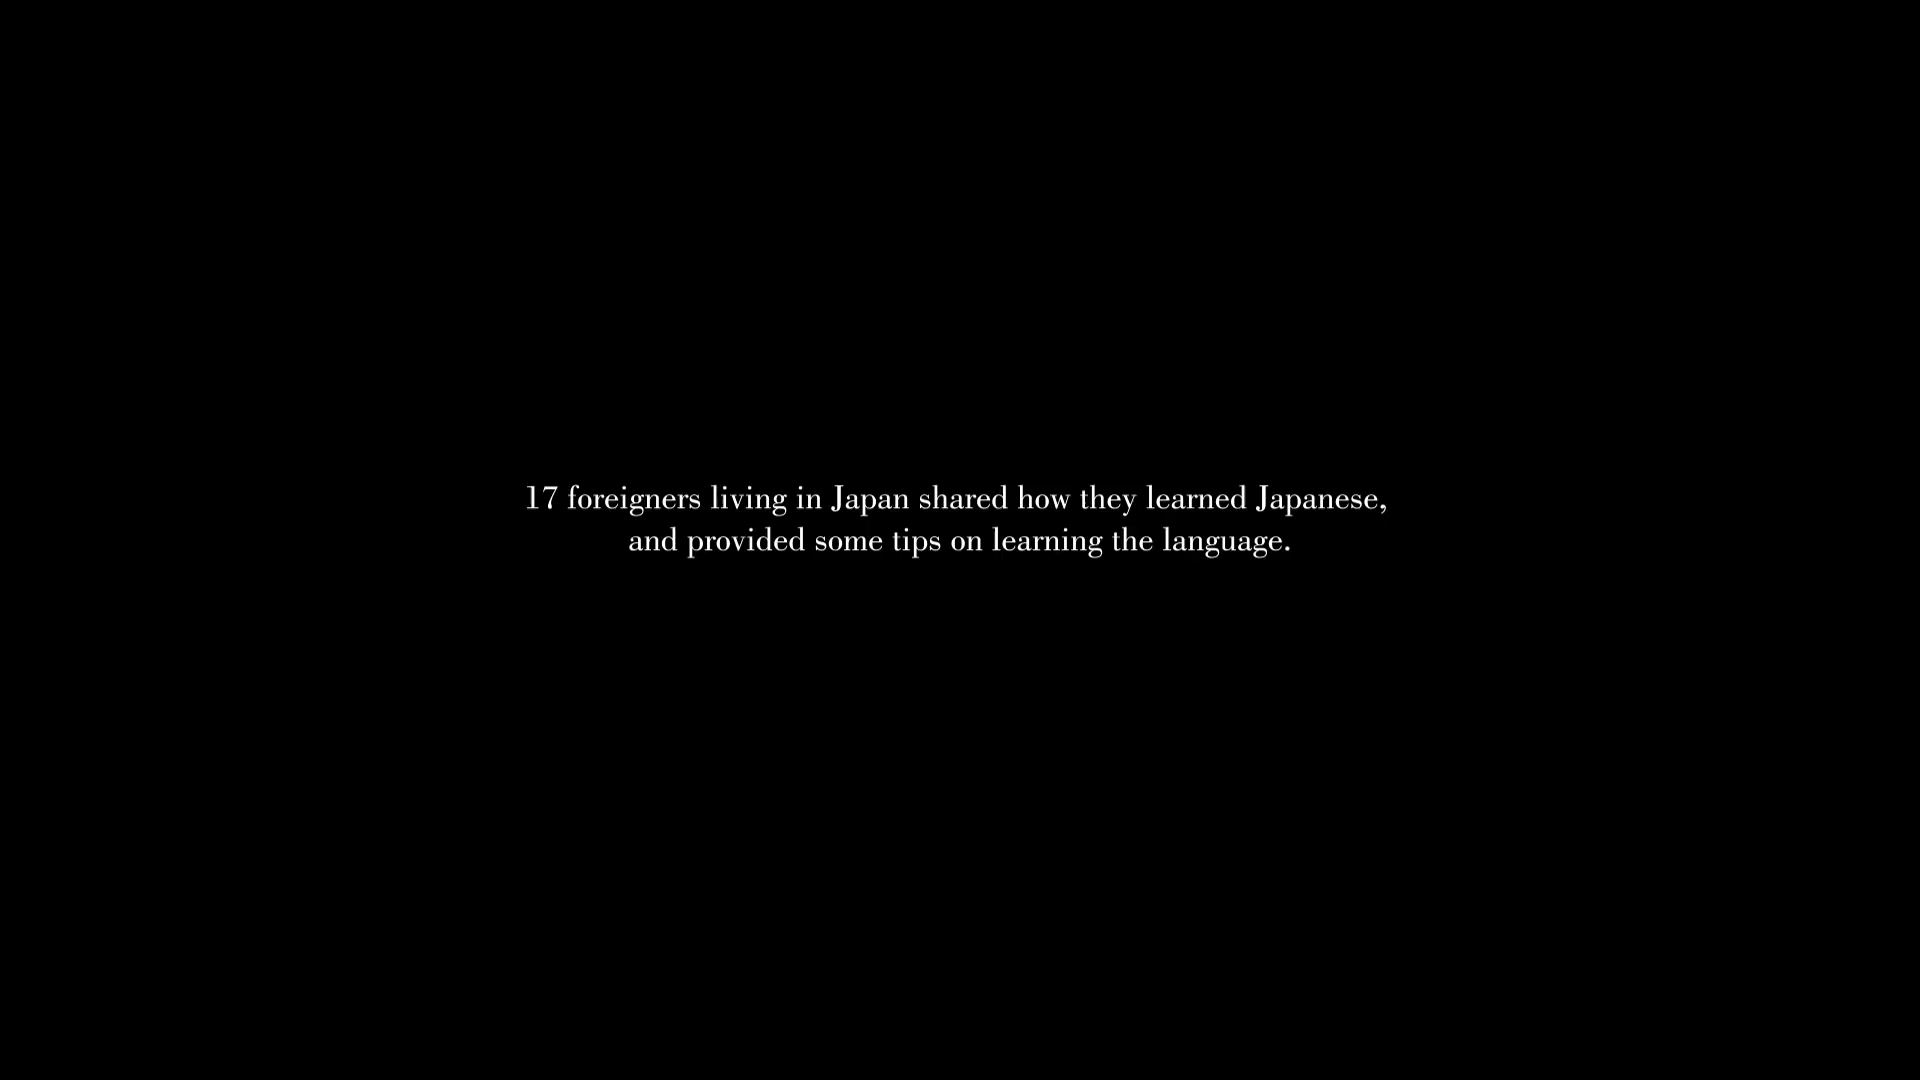 17 foreigners living in Japan shared how they learned Japanese,
and provided some tips on learning the language.